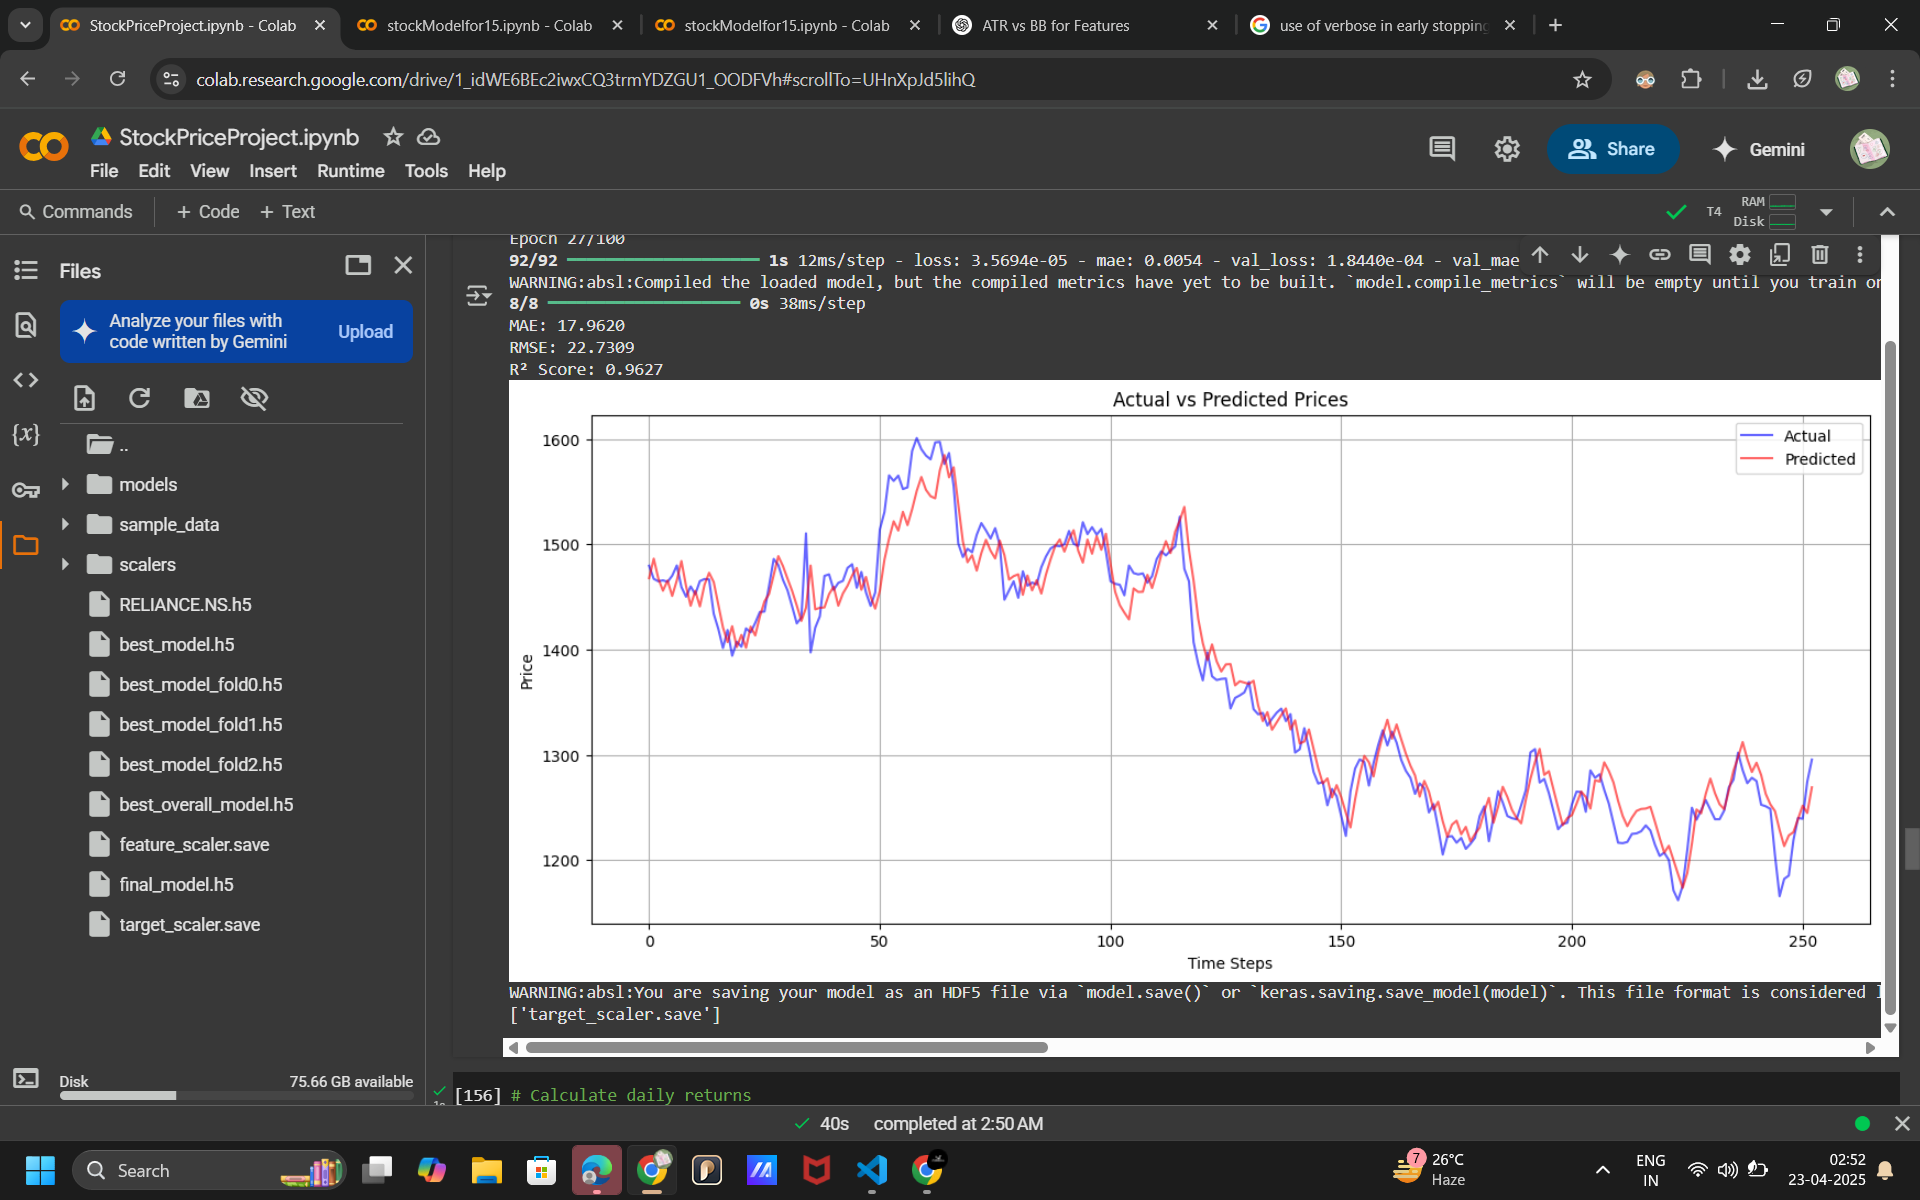 StockPriceProject.ipynb - Colab
stockModelfor15.ipynb - Colab
stockModelfor15.ipynb - Colab
ATR vs BB for Features
use of verbose in early stopping
colab.research.google.com/drive/1_idWE6BEc2iwxCQ3trmYDZGU1_OODFVh#scrollTo=UHnXpJd5lihQ
StockPriceProject.ipynb
File Edit View Insert Runtime Tools Help
Share
Gemini
Commands
+ Code
+ Text
T4
RAM
Disk
Files
Analyze your files with
code written by Gemini
Upload
..
models
sample_data
scalers
RELIANCE.NS.h5
best_model.h5
best_model_fold0.h5
best_model_fold1.h5
best_model_fold2.h5
best_overall_model.h5
feature_scaler.save
final_model.h5
target_scaler.save
Disk
75.66 GB available
Epoch 27/100
92/92 1s 12ms/step - loss: 3.5694e-05 - mae: 0.0054 - val_loss: 1.8440e-04 - val_mae
WARNING:absl:Compiled the loaded model, but the compiled metrics have yet to be built. `model.compile_metrics` will be empty until you train or
8/8 0s 38ms/step
MAE: 17.9620
RMSE: 22.7309
R² Score: 0.9627
Actual vs Predicted Prices
Actual
Predicted
1600
1500
1400
1300
1200
Price
0 50 100 150 200 250
Time Steps
WARNING:absl:You are saving your model as an HDF5 file via `model.save()` or `keras.saving.save_model(model)`. This file format is considered l
['target_scaler.save']
[156] # Calculate daily returns
40s completed at 2:50 AM
Search
7
26°C
Haze
ENG
IN
02:52
23-04-2025